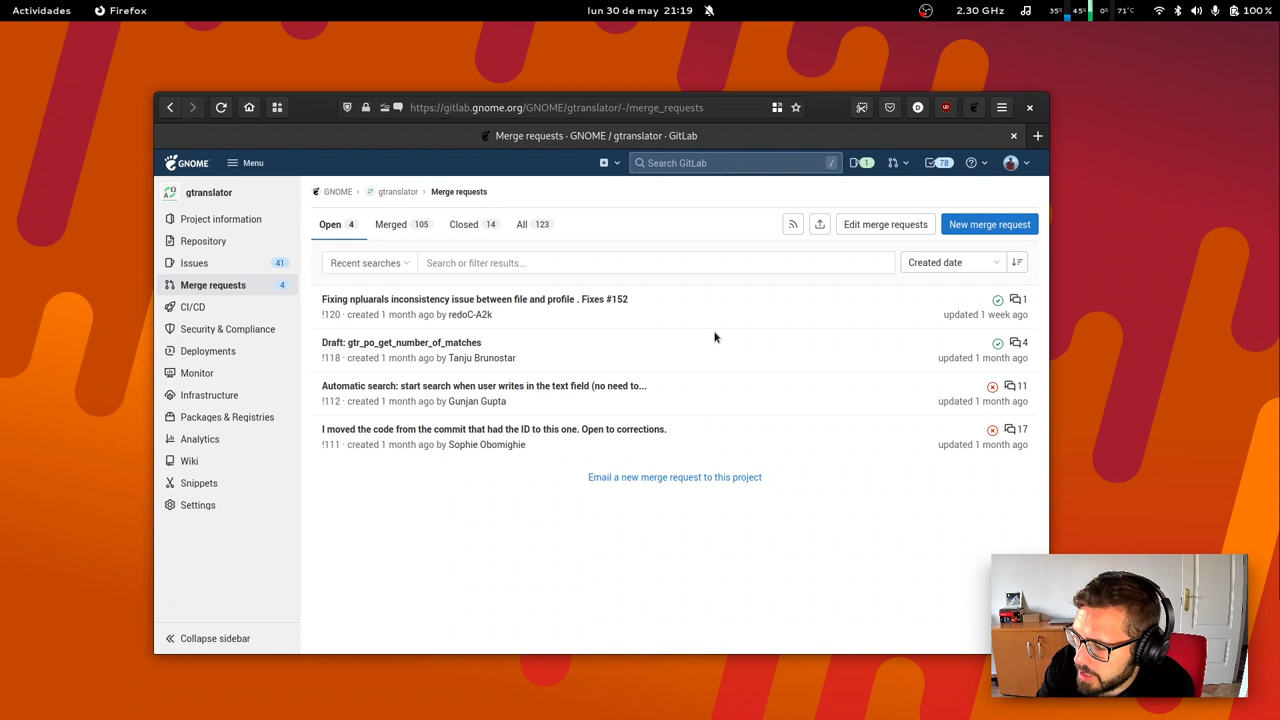 Actividades Firefox lun 30 de may 21:19 2.30 GHz 35% 45% 0% 71°C 100 %
https://gitlab.gnome.org/GNOME/gtranslator/-/merge_requests
Merge requests · GNOME / gtranslator · GitLab
GNOME Menu Search GitLab / 1 78
gtranslator
Project information
Repository
Issues 41
Merge requests 4
CI/CD
Security & Compliance
Deployments
Monitor
Infrastructure
Packages & Registries
Analytics
Wiki
Snippets
Settings
Collapse sidebar
GNOME › gtranslator › Merge requests
Open 4 Merged 105 Closed 14 All 123 Edit merge requests New merge request
Recent searches Search or filter results... Created date
Fixing npluarals inconsistency issue between file and profile . Fixes #152 1
!120 · created 1 month ago by redoC-A2k updated 1 week ago
Draft: gtr_po_get_number_of_matches 4
!118 · created 1 month ago by Tanju Brunostar updated 1 month ago
Automatic search: start search when user writes in the text field (no need to... 11
!112 · created 1 month ago by Gunjan Gupta updated 1 month ago
I moved the code from the commit that had the ID to this one. Open to corrections. 17
!111 · created 1 month ago by Sophie Obomighie updated 1 month ago
Email a new merge request to this project